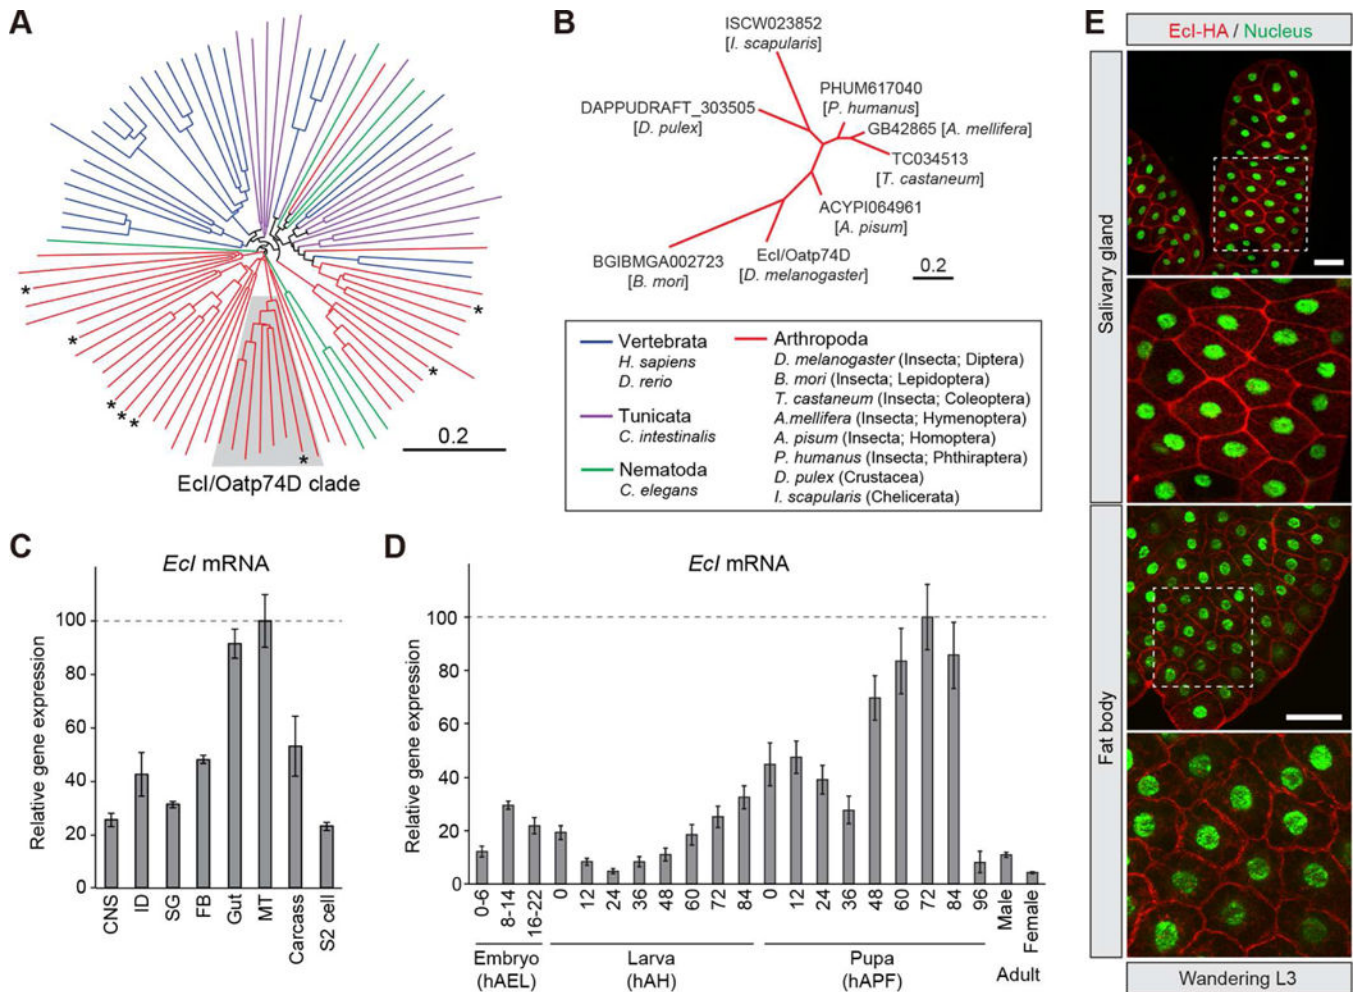 A
*
*
*
*
*
*
*
*
0.2
EcI/Oatp74D clade
B
ISCW023852
[I. scapularis]
DAPPUDRAFT_303505
[D. pulex]
PHUM617040
[P. humanus]
GB42865 [A. mellifera]
TC034513
[T. castaneum]
ACYPI064961
[A. pisum]
BGIBMGA002723
[B. mori]
EcI/Oatp74D
[D. melanogaster]
0.2
Vertebrata
H. sapiens
D. rerio
Tunicata
C. intestinalis
Nematoda
C. elegans
Arthropoda
D. melanogaster (Insecta; Diptera)
B. mori (Insecta; Lepidoptera)
T. castaneum (Insecta; Coleoptera)
A.mellifera (Insecta; Hymenoptera)
A. pisum (Insecta; Homoptera)
P. humanus (Insecta; Phthiraptera)
D. pulex (Crustacea)
I. scapularis (Chelicerata)
C
EcI mRNA
Relative gene expression
100
80
60
40
20
0
CNS
ID
SG
FB
Gut
MT
Carcass
S2 cell
D
EcI mRNA
Relative gene expression
100
80
60
40
20
0
0-6
8-14
16-22
0
12
24
36
48
60
72
84
0
12
24
36
48
60
72
84
96
Male
Female
Embryo
(hAEL)
Larva
(hAH)
Pupa
(hAPF)
Adult
E
EcI-HA / Nucleus
Salivary gland
Fat body
Wandering L3